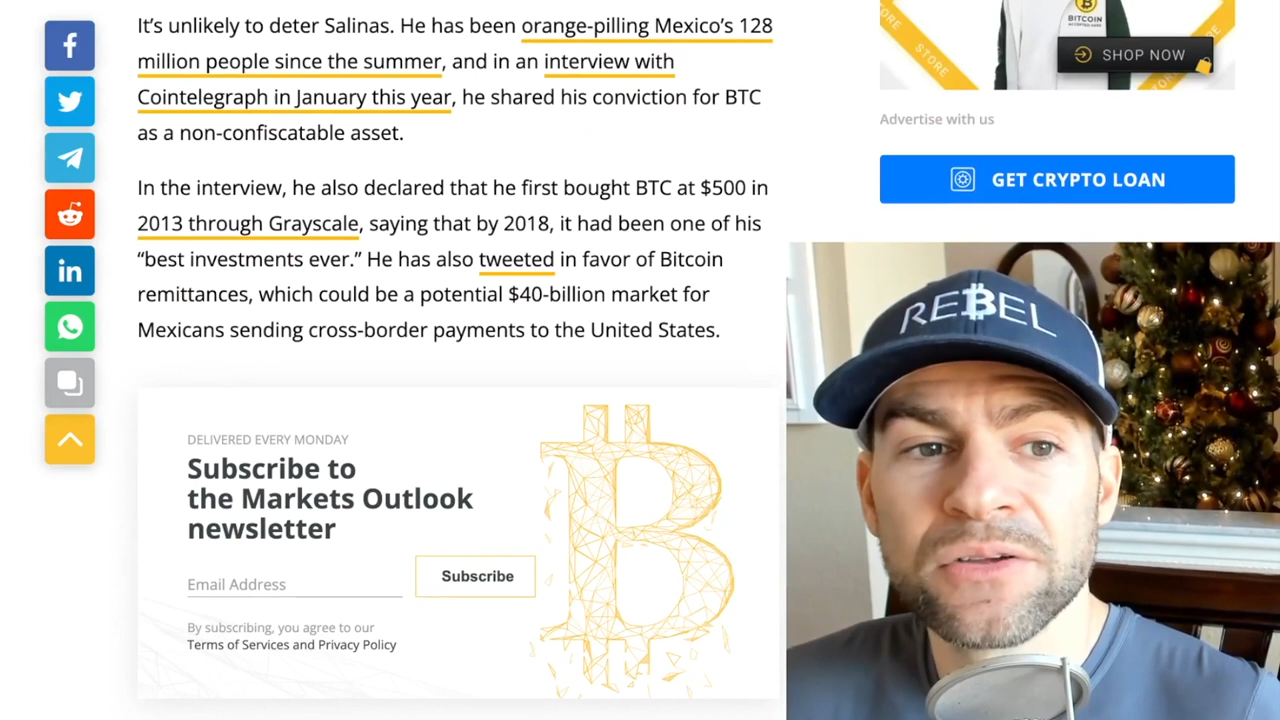 It’s unlikely to deter Salinas. He has been orange-pilling Mexico’s 128
million people since the summer, and in an interview with
Cointelegraph in January this year, he shared his conviction for BTC
as a non-confiscatable asset.
In the interview, he also declared that he first bought BTC at $500 in
2013 through Grayscale, saying that by 2018, it had been one of his
“best investments ever.” He has also tweeted in favor of Bitcoin
remittances, which could be a potential $40-billion market for
Mexicans sending cross-border payments to the United States.
DELIVERED EVERY MONDAY
Subscribe to
the Markets Outlook
newsletter
Email Address
Subscribe
By subscribing, you agree to our
Terms of Services and Privacy Policy
STORE
BITCOIN
ACCEPTED HERE
SHOP NOW
Advertise with us
GET CRYPTO LOAN
REBEL